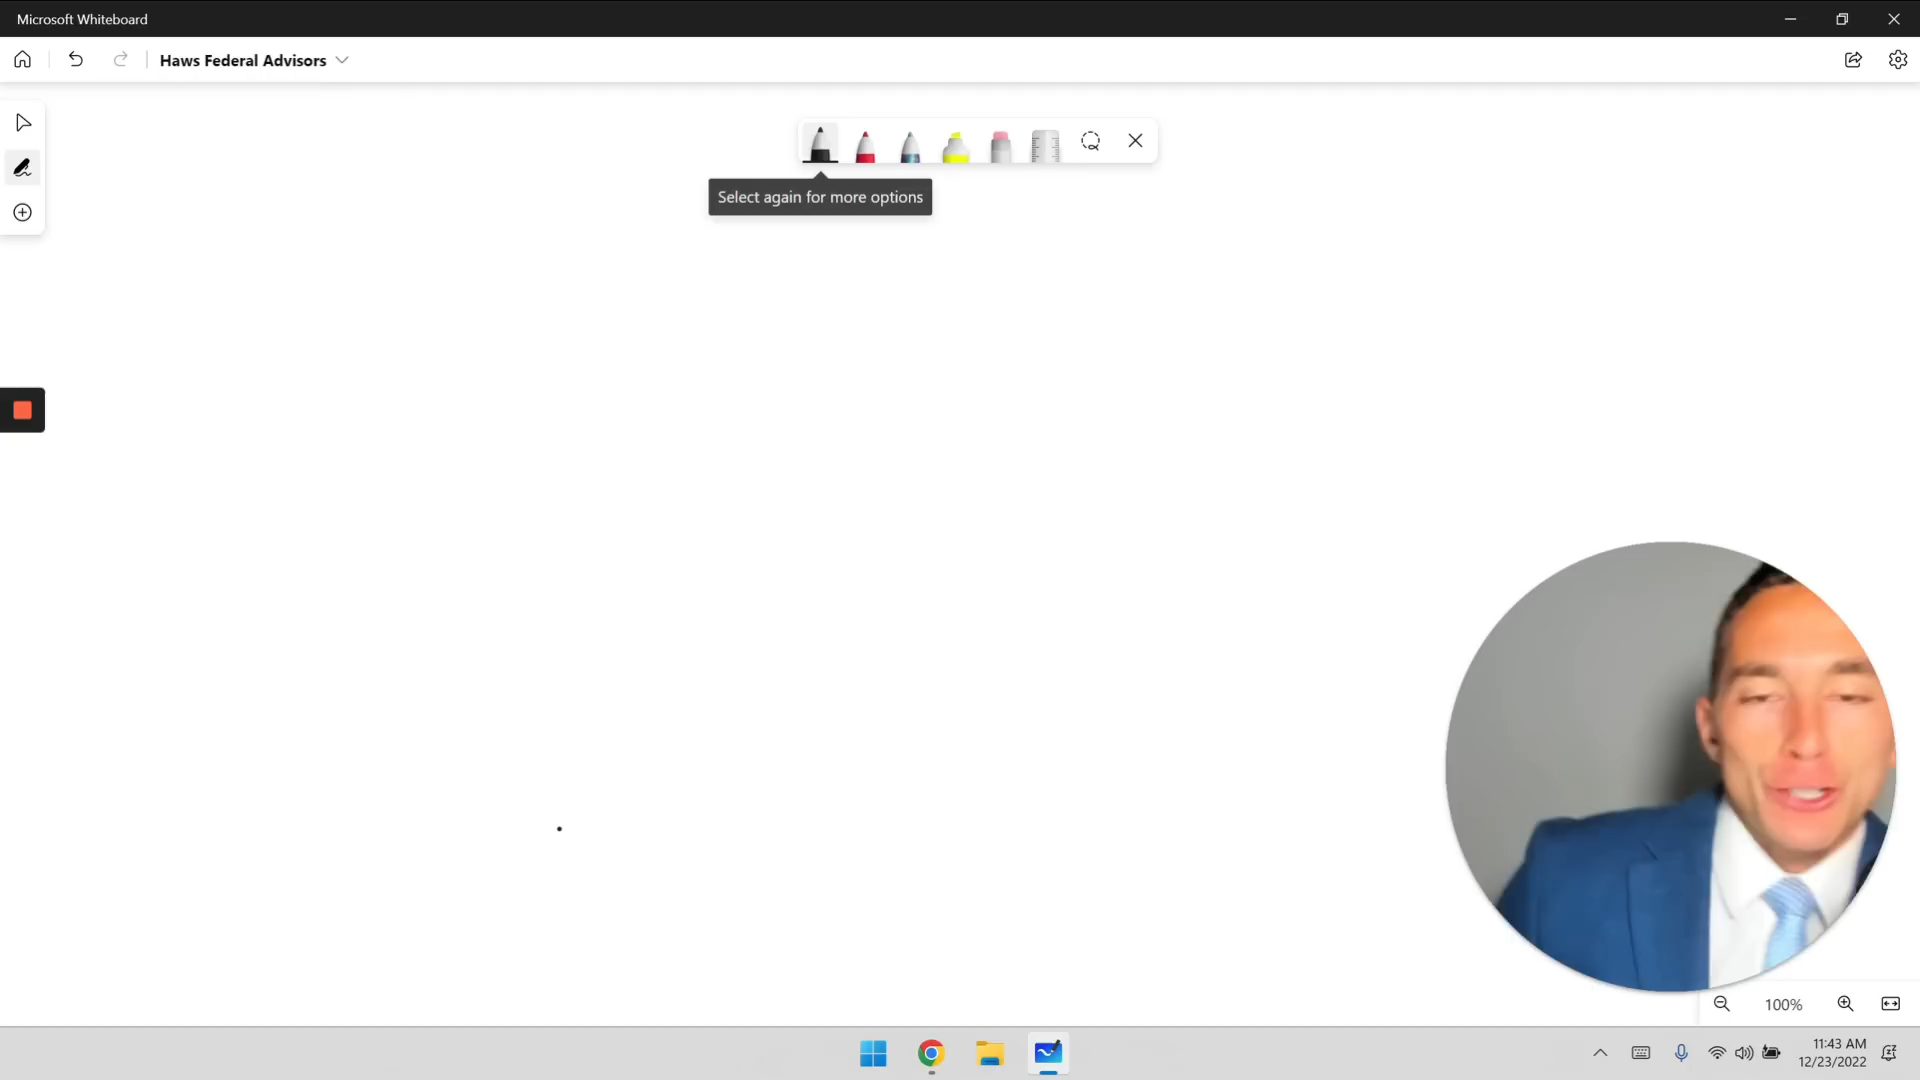 Microsoft Whiteboard
Haws Federal Advisors
Select again for more options
100%
11:43 AM
12/23/2022